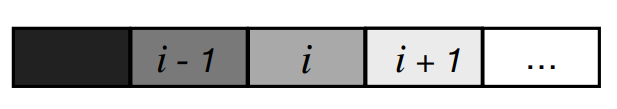 i - 1 i i + 1 ...